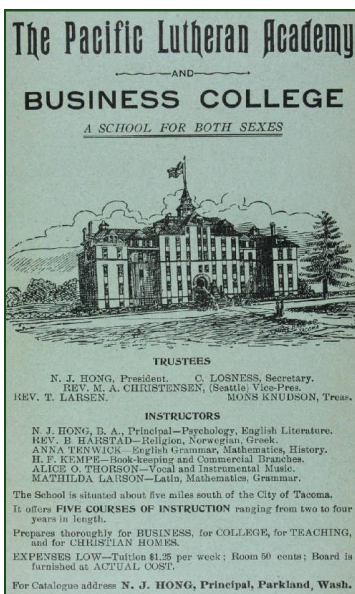 The Pacific Lutheran Academy
AND
BUSINESS COLLEGE
A SCHOOL FOR BOTH SEXES
TRUSTEES
N. J. HONG, President. C. LOSNESS, Secretary.
REV. M. A. CHRISTENSEN, (Seattle) Vice-Pres.
REV. T. LARSEN. MONS KNUDSON, Treas.
INSTRUCTORS
N. J. HONG, B. A., Principal—Psychology, English Literature.
REV. B. HARSTAD—Religion, Norwegian, Greek.
ANNA TENWICK—English Grammar, Mathematics, History.
H. F. KEMPE—Book-keeping and Commercial Branches.
ALICE O. THORSON—Vocal and Instrumental Music.
MATHILDA LARSON—Latin, Mathematics, Grammar.
The School is situated about five miles south of the City of Tacoma.
It offers FIVE COURSES OF INSTRUCTION ranging from two to four
years in length.
Prepares thoroughly for BUSINESS, for COLLEGE, for TEACHING,
and for CHRISTIAN HOMES.
EXPENSES LOW—Tuition $1.25 per week; Room 50 cents; Board is
furnished at ACTUAL COST.
For Catalogue address N. J. HONG, Principal, Parkland, Wash.